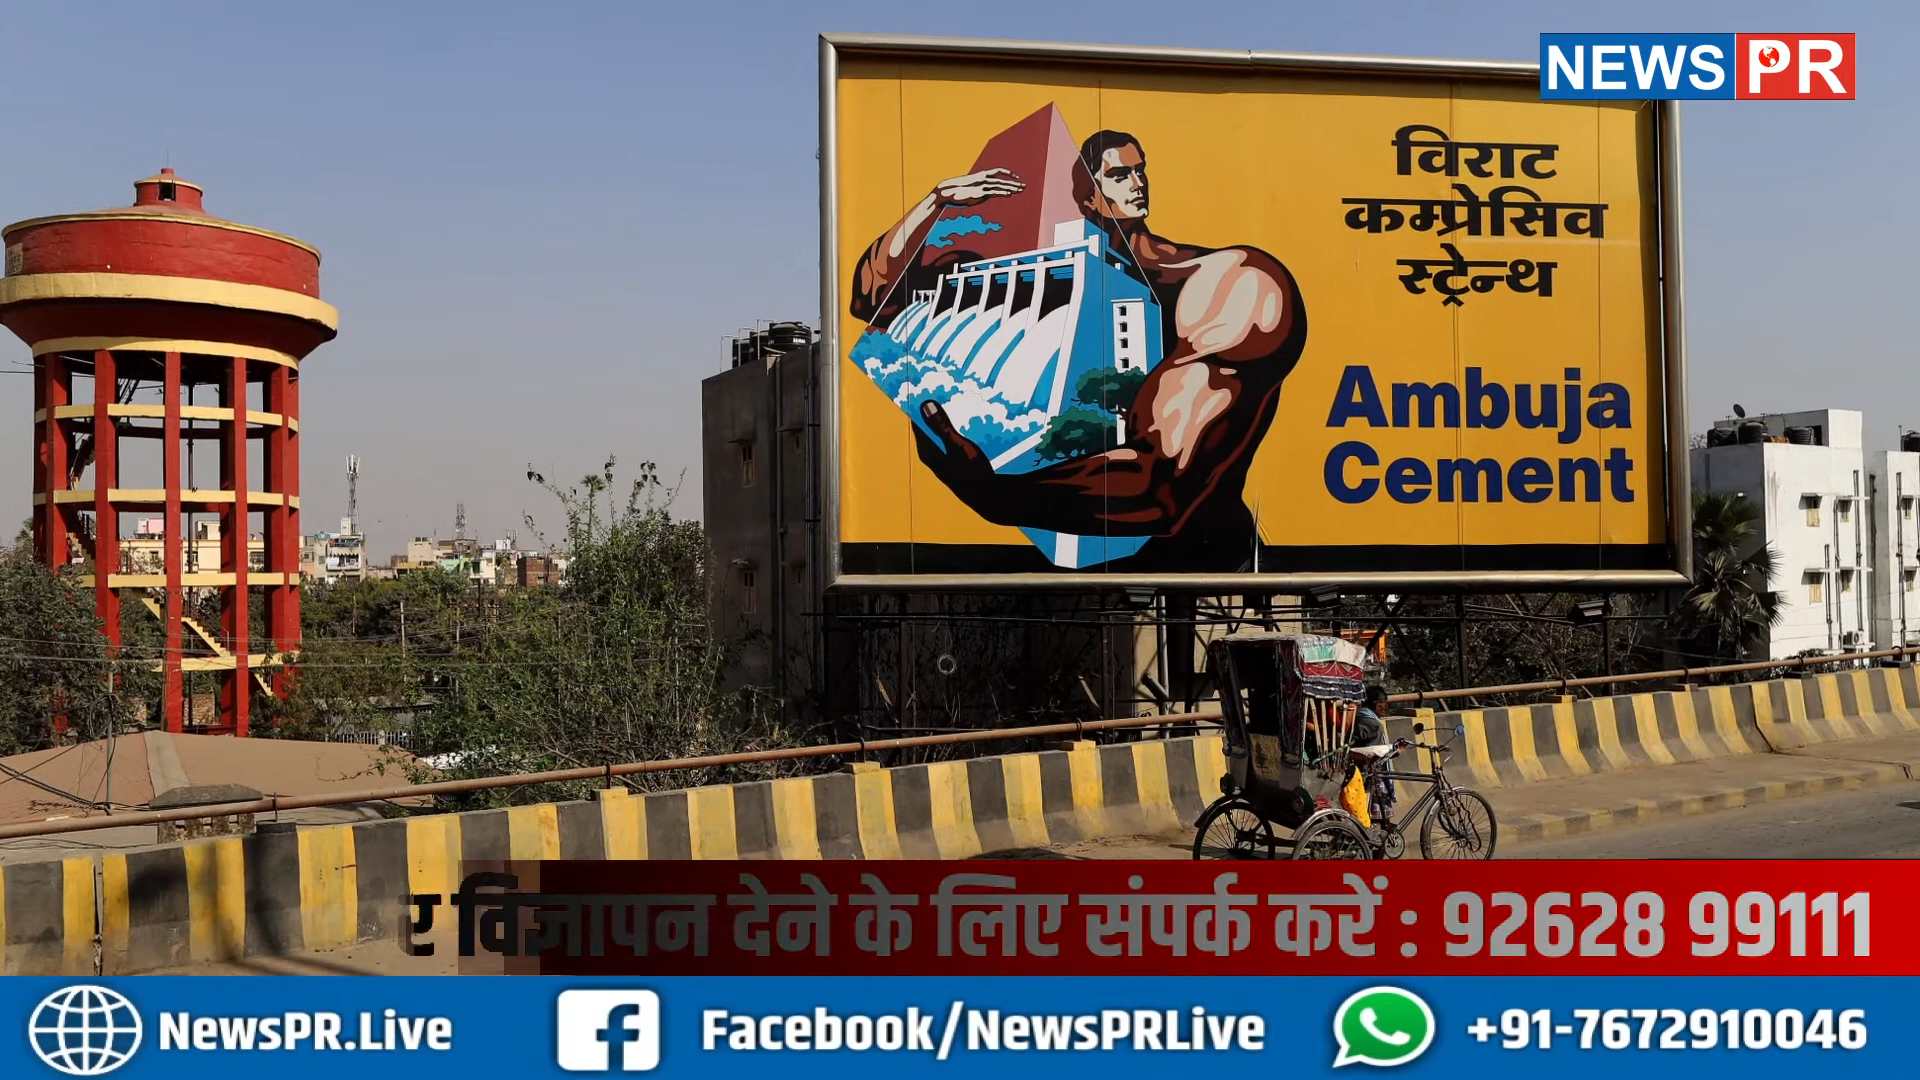 NEWS PR
विराट
कम्प्रेसिव
स्ट्रेन्थ
Ambuja
Cement
र विज्ञापन देने के लिए संपर्क करें : 92628 99111
NewsPR.Live
Facebook/NewsPRLive
+91-7672910046